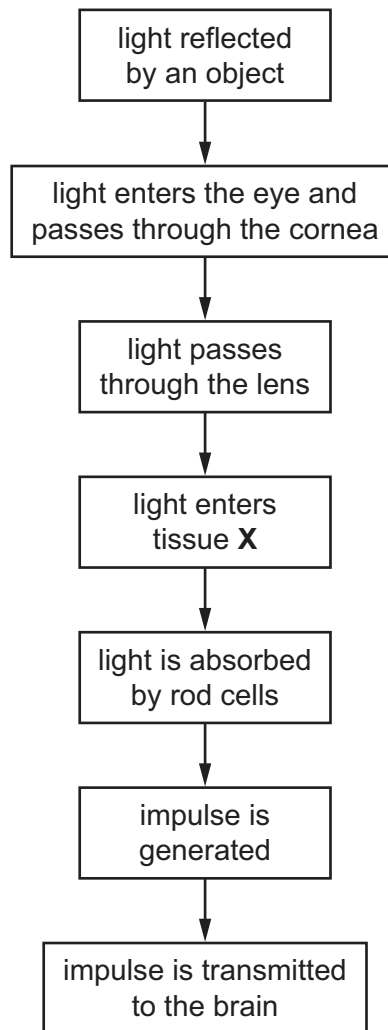 light reflected
by an object
light enters the eye and
passes through the cornea
light passes
through the lens
light enters
tissue X
light is absorbed
by rod cells
impulse is
generated
impulse is transmitted
to the brain